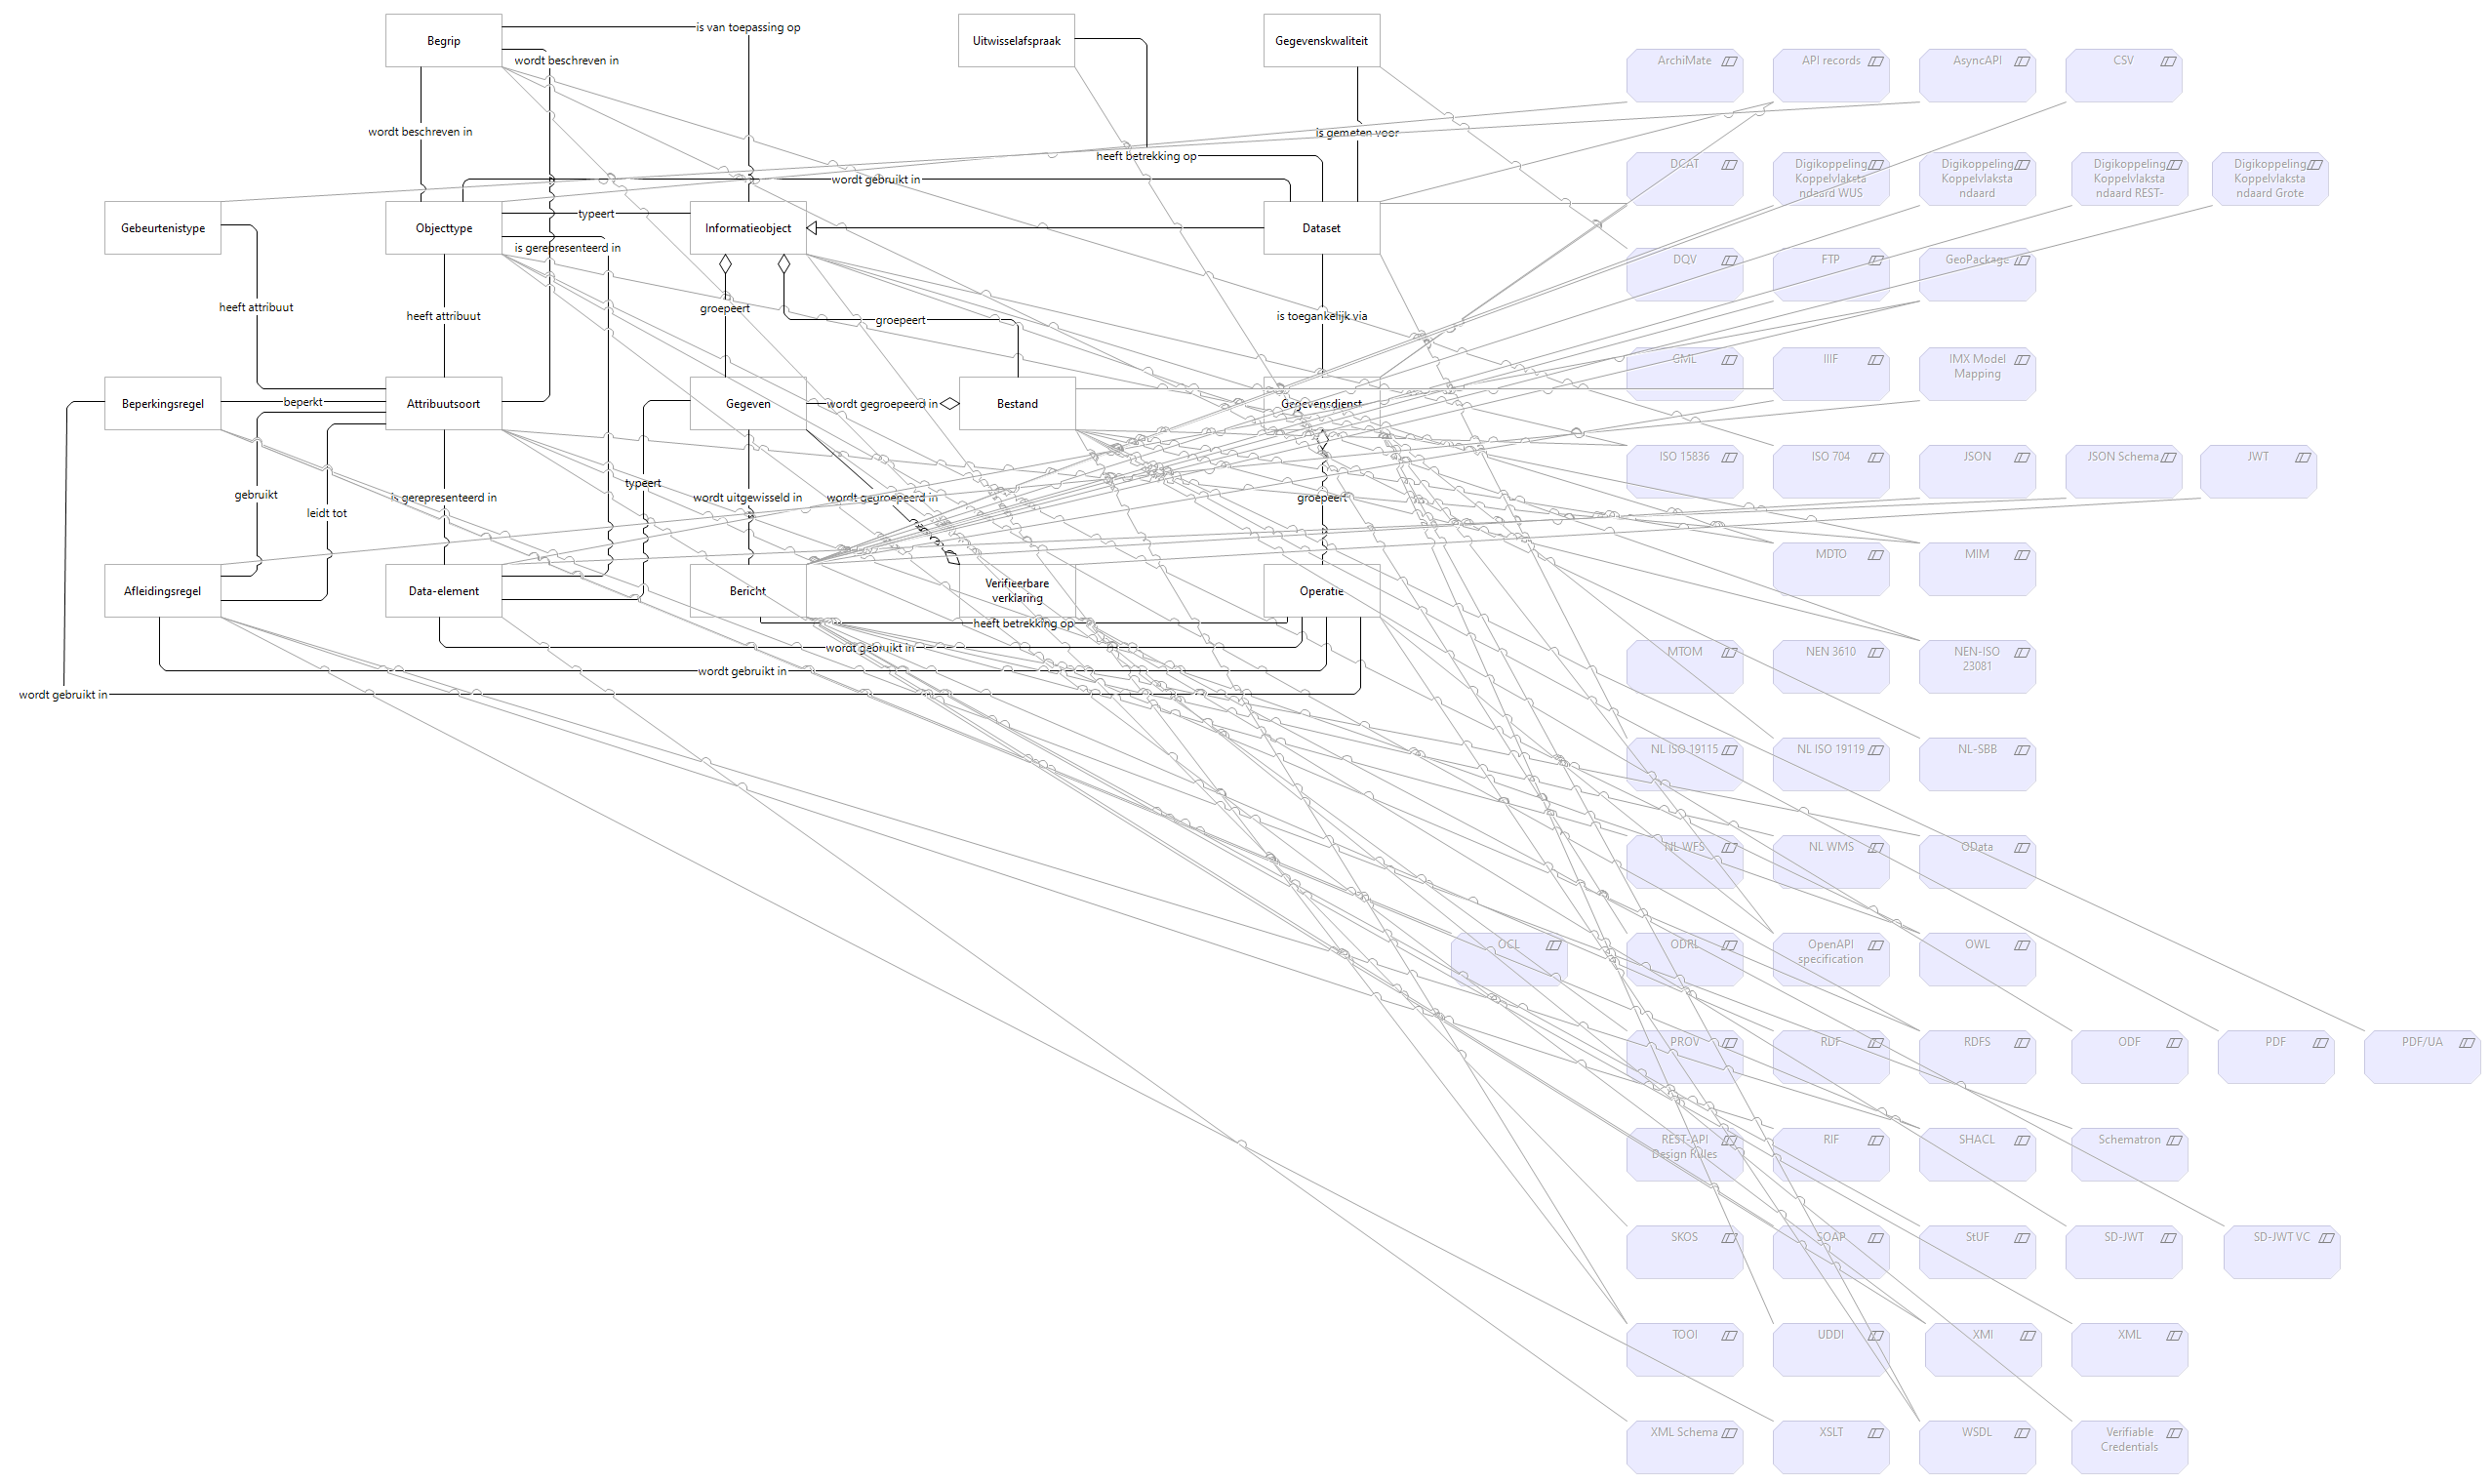 Begrip
is van toepassing op
Uitwisselafspraak
Gegevenskwaliteit
wordt beschreven in
ArchiMate
API records
AsyncAPI
CSV
wordt beschreven in
is gemeten voor
heeft betrekking op
wordt gebruikt in
DCAT
Digikoppeling
Koppelvlaksta
ndaard WUS
Digikoppeling
Koppelvlaksta
ndaard
Digikoppeling
Koppelvlaksta
ndaard REST-
Digikoppeling
Koppelvlaksta
ndaard Grote
Gebeurtenistype
Objecttype
typeert
Informatieobject
Dataset
is gerepresenteerd in
DQV
FTP
GeoPackage
heeft attribuut
heeft attribuut
groepeert
groepeert
is toegankelijk via
GML
IIIF
IMX Model
Mapping
Beperkingsregel
beperkt
Attribuutsoort
Gegeven
wordt gegroepeerd in
Bestand
Gegevensdienst
ISO 15836
ISO 704
JSON
JSON Schema
JWT
gebruikt
leidt tot
is gerepresenteerd in
typeert
wordt uitgewisseld in
wordt gegroepeerd in
groepeert
MDTO
MIM
Afleidingsregel
Data-element
Bericht
Verifieerbare
verklaring
Operatie
heeft betrekking op
wordt gebruikt in
wordt gebruikt in
wordt gebruikt in
MTOM
NEN 3610
NEN-ISO
23081
NL ISO 19115
NL ISO 19119
NL-SBB
NL WFS
NL WMS
OData
OCL
ODRL
OpenAPI
specification
OWL
PROV
RDF
RDFS
ODF
PDF
PDF/UA
REST-API
Design Rules
RIF
SHACL
Schematron
SKOS
SOAP
StUF
SD-JWT
SD-JWT VC
TOOI
UDDI
XMI
XML
XML Schema
XSLT
WSDL
Verifiable
Credentials